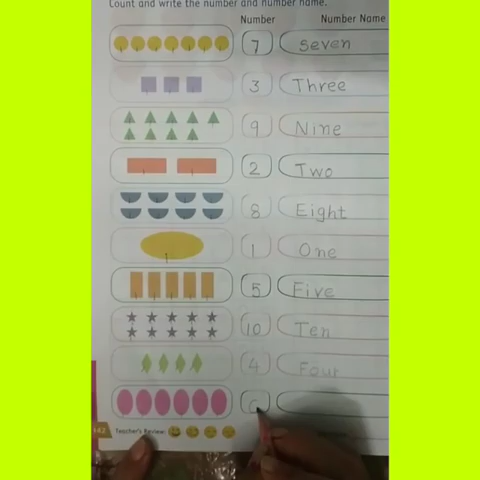 Count and write the number and number name.
Number Number Name
7 Seven
3 Three
9 Nine
2 Two
8 Eight
1 One
5 Five
10 Ten
4 Four
6
142 Teacher's Review: